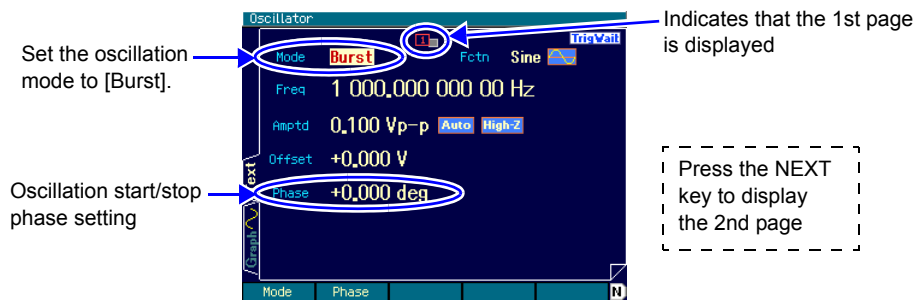 Oscillator
Indicates that the 1st page
is displayed
1
TrigWait
Set the oscillation
mode to [Burst].
Mode Burst Fctn Sine
Freq 1 000.000 000 00 Hz
Amptd 0.100 Vp-p Auto High-Z
Offset +0.000 V
Oscillation start/stop
phase setting
Phase +0.000 deg
Press the NEXT
key to display
the 2nd page
Graph
Mode Phase N